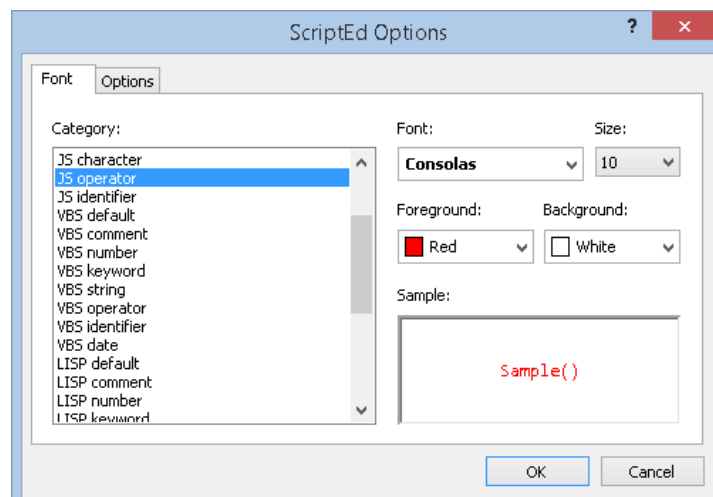 ScriptEd Options
?
Font
Options
Category:
JS character
JS operator
JS identifier
VBS default
VBS comment
VBS number
VBS keyword
VBS string
VBS operator
VBS identifier
VBS date
LISP default
LISP comment
LISP number
LISP keyword
Font:
Size:
Consolas
10
Foreground:
Background:
Red
White
Sample:
Sample()
OK
Cancel